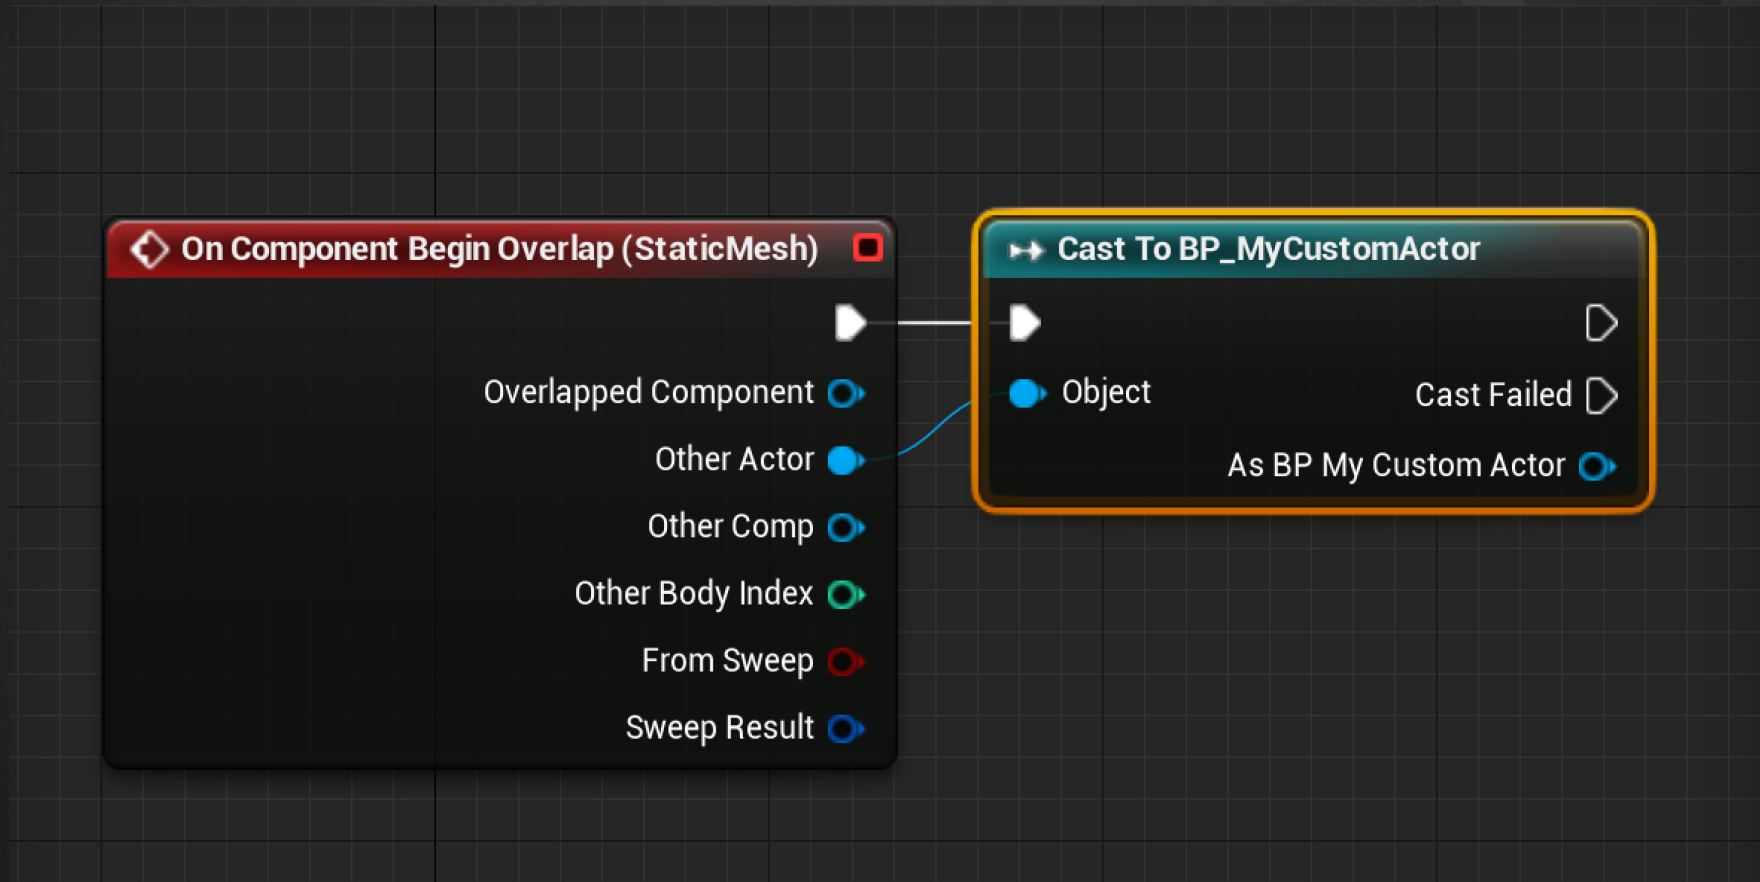 On Component Begin Overlap (StaticMesh)
Overlapped Component
Other Actor
Other Comp
Other Body Index
From Sweep
Sweep Result
Cast To BP_MyCustomActor
Object
Cast Failed
As BP My Custom Actor